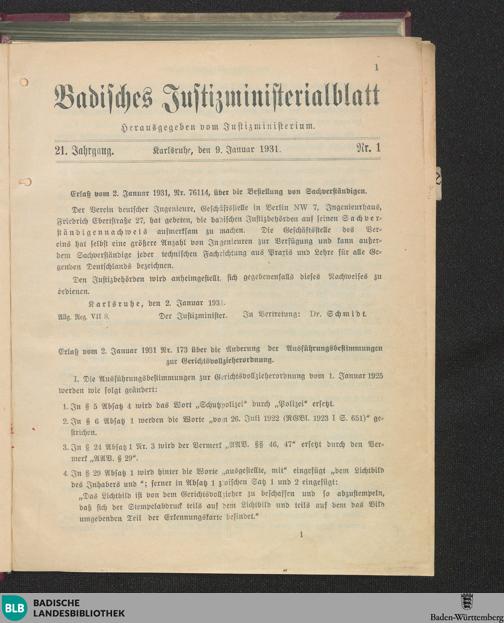 1
Badisches Justizministerialblatt
Herausgegeben vom Justizministerium.
21. Jahrgang. Karlsruhe, den 9. Januar 1931. Nr. 1
Erlaß vom 2. Januar 1931, Nr. 76114, über die Bestellung von Sachverständigen.
Der Verein deutscher Ingenieure, Geschäftsstelle in Berlin NW 7, Ingenieurhaus,
Friedrich Ebertstraße 27, hat gebeten, die badischen Justizbehörden auf seinen Sachver-
ständigennachweis aufmerksam zu machen. Die Geschäftsstelle des Ver-
eins hat selbst eine größere Anzahl von Ingenieuren zur Verfügung und kann außer-
dem Sachverständige jeder technischen Fachrichtung aus Praxis und Lehre für alle Ge-
genden Deutschlands bezeichnen.
Den Justizbehörden wird anheimgestellt, sich gegebenenfalls dieses Nachweises zu
bedienen.
Karlsruhe, den 2. Januar 1931.
Allg. Reg. VII 8. Der Justizminister. In Vertretung: Dr. Schmidt.
Erlaß vom 2. Januar 1931 Nr. 173 über die Änderung der Ausführungsbestimmungen
zur Gerichtsvollzieherordnung.
I. Die Ausführungsbestimmungen zur Gerichtsvollzieherordnung vom 1. Januar 1925
werden wie folgt geändert:
1. In § 5 Absatz 4 wird das Wort „Schutzpolizei" durch „Polizei" ersetzt.
2. In § 6 Absatz 1 werden die Worte „vom 26. Juli 1922 (RGBl. 1923 I S. 651)" ge-
strichen.
3. In § 24 Absatz 1 Nr. 3 wird der Vermerk „AAV. §§ 46, 47" ersetzt durch den Ver-
merk „AAV. § 29".
4. In § 29 Absatz 1 wird hinter die Worte „ausgestellte, mit" eingefügt „dem Lichtbild
des Inhabers und"; ferner in Absatz 1 zwischen Satz 1 und 2 eingefügt:
„Das Lichtbild ist von dem Gerichtsvollzieher zu beschaffen und so abzustempeln,
daß sich der Stempelabdruck teils auf dem Lichtbild und teils auf dem das Bild
umgebenden Teil der Erkennungskarte befindet."
1
BLB BADISCHE
LANDESBIBLIOTHEK
Baden-Württemberg